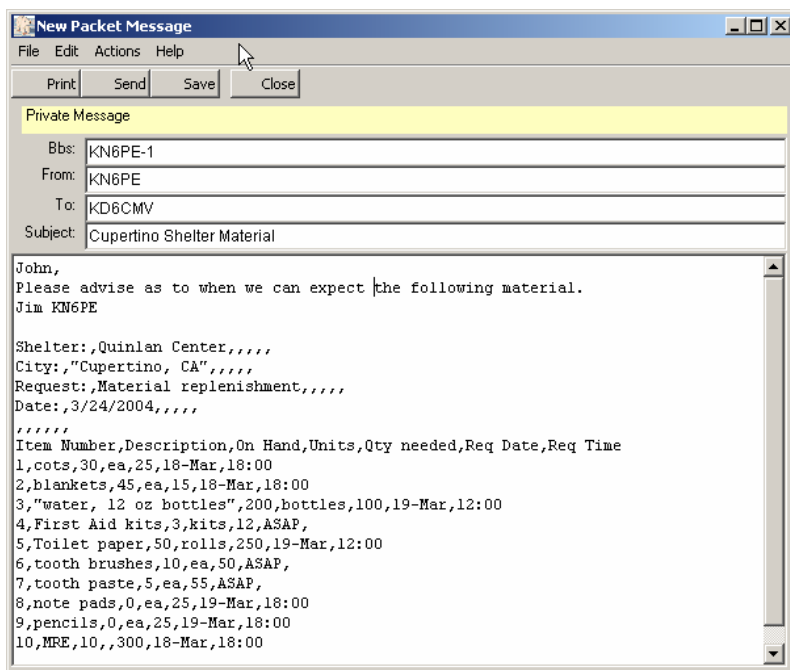 New Packet Message
File Edit Actions Help
Print Send Save Close
Private Message
Bbs: KN6PE-1
From: KN6PE
To: KD6CMV
Subject: Cupertino Shelter Material
John,
Please advise as to when we can expect the following material.
Jim KN6PE
Shelter:,Quinlan Center,,,,,
City:,"Cupertino, CA",,,,,
Request:,Material replenishment,,,,,
Date:,3/24/2004,,,,,
,,,,,,
Item Number,Description,On Hand,Units,Qty needed,Req Date,Req Time
1,cots,30,ea,25,18-Mar,18:00
2,blankets,45,ea,15,18-Mar,18:00
3,"water, 12 oz bottles",200,bottles,100,19-Mar,12:00
4,First Aid kits,3,kits,12,ASAP,
5,Toilet paper,50,rolls,250,19-Mar,12:00
6,tooth brushes,10,ea,50,ASAP,
7,tooth paste,5,ea,55,ASAP,
8,note pads,0,ea,25,19-Mar,18:00
9,pencils,0,ea,25,19-Mar,18:00
10,MRE,10,,300,18-Mar,18:00